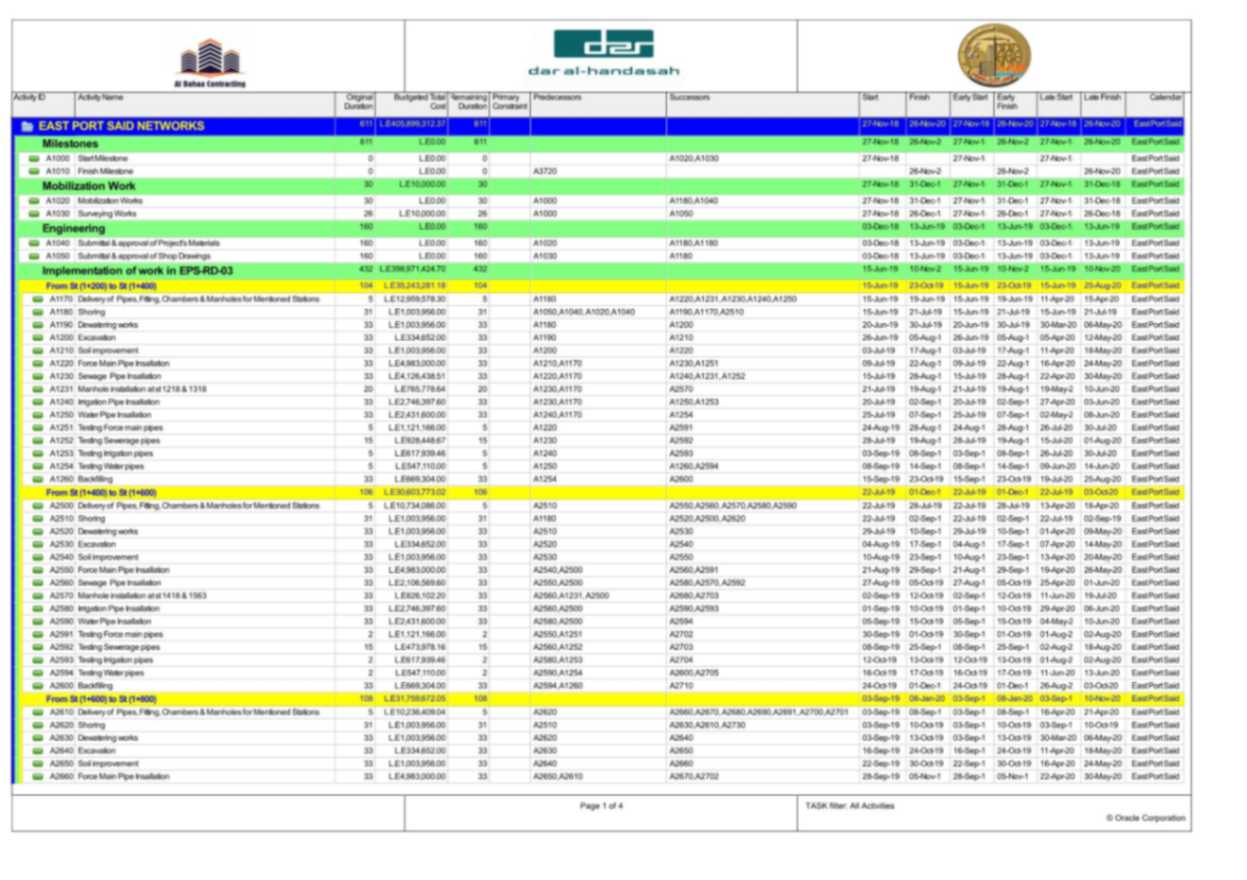 Al Bahaa Contracting
dar
dar al-handasah
Activity ID Activity Name Original Duration Budgeted Total Cost Remaining Duration Primary Constraint Predecessors Successors Start Finish Early Start Early Finish Late Start Late Finish Calendar
EAST PORT SAID NETWORKS 611 27-Nov-18 26-Nov-20 27-Nov-18 26-Nov-20 27-Nov-18 26-Nov-20 East Port Said
Milestones 611 L.E0.00 611 27-Nov-18 26-Nov-2 27-Nov-1 26-Nov-2 27-Nov-1 26-Nov-20 East Port Said
A1000 Start Milestone 0 L.E0.00 0 A1020,A1030 27-Nov-18 27-Nov-1 27-Nov-1 East Port Said
A1010 Finish Milestone 0 L.E0.00 0 A3720 26-Nov-2 26-Nov-2 26-Nov-20 East Port Said
Mobilization Work 30 L.E10,000.00 30 27-Nov-18 31-Dec-1 27-Nov-1 31-Dec-1 27-Nov-1 31-Dec-18 East Port Said
A1020 Mobilization Works 30 L.E0.00 30 A1000 A1180,A1040 27-Nov-18 31-Dec-1 27-Nov-1 31-Dec-1 27-Nov-1 31-Dec-18 East Port Said
A1030 Surveying Works 26 L.E10,000.00 26 A1000 A1050 27-Nov-18 26-Dec-1 27-Nov-1 26-Dec-1 27-Nov-1 26-Dec-18 East Port Said
Engineering 160 L.E0.00 160 03-Dec-18 13-Jun-19 03-Dec-1 13-Jun-19 03-Dec-1 13-Jun-19 East Port Said
A1040 Submittal & approval of Project's Materials 160 L.E0.00 160 A1020 A1180,A1180 03-Dec-18 13-Jun-19 03-Dec-1 13-Jun-19 03-Dec-1 13-Jun-19 East Port Said
A1050 Submittal & approval of Shop Drawings 160 L.E0.00 160 A1030 A1180 03-Dec-18 13-Jun-19 03-Dec-1 13-Jun-19 03-Dec-1 13-Jun-19 East Port Said
Implementation of work in EPS-RD-03 432 432 15-Jun-19 10-Nov-2 15-Jun-19 10-Nov-2 15-Jun-19 10-Nov-20 East Port Said
From St (1+200) to St (1+400) 104 L.E35,243,281.18 104 15-Jun-19 23-Oct-19 15-Jun-19 23-Oct-19 15-Jun-19 25-Aug-20 East Port Said
A1170 Delivery of Pipes, Fitting, Chambers & Manholes for Mentioned Stations 5 5 A1180 A1220,A1231,A1230,A1240,A1250 15-Jun-19 19-Jun-19 15-Jun-19 19-Jun-19 11-Apr-20 15-Apr-20 East Port Said
A1180 Shoring 31 L.E1,003,956.00 31 A1050,A1040,A1020,A1040 A1190,A1170,A2510 15-Jun-19 21-Jul-19 15-Jun-19 21-Jul-19 15-Jun-19 21-Jul-19 East Port Said
A1190 Dewatering works 33 L.E1,003,956.00 33 A1180 A1200 20-Jun-19 30-Jul-19 20-Jun-19 30-Jul-19 30-Mar-20 06-May-20 East Port Said
A1200 Excavation 33 L.E334,652.00 33 A1190 A1210 26-Jun-19 05-Aug-1 26-Jun-19 05-Aug-1 05-Apr-20 12-May-20 East Port Said
A1210 Soil improvement 33 L.E1,003,956.00 33 A1200 A1220 03-Jul-19 17-Aug-1 03-Jul-19 17-Aug-1 11-Apr-20 18-May-20 East Port Said
A1220 Force Main Pipe Insallation 33 L.E4,983,000.00 33 A1210,A1170 A1230,A1251 09-Jul-19 22-Aug-1 09-Jul-19 22-Aug-1 16-Apr-20 24-May-20 East Port Said
A1230 Sewage Pipe Insallation 33 L.E4,126,438.51 33 A1220,A1170 A1240,A1231,A1252 15-Jul-19 28-Aug-1 15-Jul-19 28-Aug-1 22-Apr-20 30-May-20 East Port Said
A1231 Manhole installation at st 1218 & 1318 20 L.E765,778.64 20 A1230,A1170 A2570 21-Jul-19 19-Aug-1 21-Jul-19 19-Aug-1 19-May-2 10-Jun-20 East Port Said
A1240 Irrigation Pipe Insallation 33 L.E2,746,397.60 33 A1230,A1170 A1250,A1253 20-Jul-19 02-Sep-1 20-Jul-19 02-Sep-1 27-Apr-20 03-Jun-20 East Port Said
A1250 Water Pipe Insallation 33 L.E2,431,600.00 33 A1240,A1170 A1254 25-Jul-19 07-Sep-1 25-Jul-19 07-Sep-1 02-May-2 08-Jun-20 East Port Said
A1251 Testing Force main pipes 5 L.E1,121,166.00 5 A1220 A2591 24-Aug-19 28-Aug-1 24-Aug-1 28-Aug-1 26-Jul-20 30-Jul-20 East Port Said
A1252 Testing Sewerage pipes 15 L.E928,448.67 15 A1230 A2592 28-Jul-19 19-Aug-1 28-Jul-19 19-Aug-1 15-Jul-20 01-Aug-20 East Port Said
A1253 Testing Irrigation pipes 5 L.E617,939.46 5 A1240 A2593 03-Sep-19 08-Sep-1 03-Sep-1 08-Sep-1 26-Jul-20 30-Jul-20 East Port Said
A1254 Testing Water pipes 5 L.E547,110.00 5 A1250 A1260,A2594 08-Sep-19 14-Sep-1 08-Sep-1 14-Sep-1 09-Jun-20 14-Jun-20 East Port Said
A1260 Backfilling 33 L.E669,304.00 33 A1254 A2600 15-Sep-19 23-Oct-19 15-Sep-1 23-Oct-19 19-Jul-20 25-Aug-20 East Port Said
From St (1+400) to St (1+600) 106 L.E30,603,773.02 106 22-Jul-19 01-Dec-1 22-Jul-19 01-Dec-1 22-Jul-19 03-Oct-20 East Port Said
A2500 Delivery of Pipes, Fitting, Chambers & Manholes for Mentioned Stations 5 L.E10,734,086.00 5 A2510 A2550,A2560,A2570,A2580,A2590 22-Jul-19 28-Jul-19 22-Jul-19 28-Jul-19 13-Apr-20 18-Apr-20 East Port Said
A2510 Shoring 31 L.E1,003,956.00 31 A1180 A2520,A2500,A2620 22-Jul-19 02-Sep-1 22-Jul-19 02-Sep-1 22-Jul-19 02-Sep-19 East Port Said
A2520 Dewatering works 33 L.E1,003,956.00 33 A2510 A2530 29-Jul-19 10-Sep-1 29-Jul-19 10-Sep-1 01-Apr-20 09-May-20 East Port Said
A2530 Excavation 33 L.E334,652.00 33 A2520 A2540 04-Aug-19 17-Sep-1 04-Aug-1 17-Sep-1 07-Apr-20 14-May-20 East Port Said
A2540 Soil improvement 33 L.E1,003,956.00 33 A2530 A2550 10-Aug-19 23-Sep-1 10-Aug-1 23-Sep-1 13-Apr-20 20-May-20 East Port Said
A2550 Force Main Pipe Insallation 33 L.E4,983,000.00 33 A2540,A2500 A2560,A2591 21-Aug-19 29-Sep-1 21-Aug-1 29-Sep-1 19-Apr-20 26-May-20 East Port Said
A2560 Sewage Pipe Insallation 33 L.E2,106,569.60 33 A2550,A2500 A2580,A2570,A2592 27-Aug-19 05-Oct-19 27-Aug-1 05-Oct-19 25-Apr-20 01-Jun-20 East Port Said
A2570 Manhole installation at st 1418 & 1563 33 L.E826,102.20 33 A2560,A1231,A2500 A2680,A2703 02-Sep-19 12-Oct-19 02-Sep-1 12-Oct-19 11-Jun-20 19-Jul-20 East Port Said
A2580 Irrigation Pipe Insallation 33 L.E2,746,397.60 33 A2560,A2500 A2590,A2593 01-Sep-19 10-Oct-19 01-Sep-1 10-Oct-19 29-Apr-20 06-Jun-20 East Port Said
A2590 Water Pipe Insallation 33 L.E2,431,600.00 33 A2580,A2500 A2594 05-Sep-19 15-Oct-19 05-Sep-1 15-Oct-19 04-May-2 10-Jun-20 East Port Said
A2591 Testing Force main pipes 2 L.E1,121,166.00 2 A2550,A1251 A2702 30-Sep-19 01-Oct-19 30-Sep-1 01-Oct-19 01-Aug-2 02-Aug-20 East Port Said
A2592 Testing Sewerage pipes 15 L.E473,978.16 15 A2560,A1252 A2703 08-Sep-19 25-Sep-1 08-Sep-1 25-Sep-1 02-Aug-2 18-Aug-20 East Port Said
A2593 Testing Irrigation pipes 2 L.E617,939.46 2 A2580,A1253 A2704 12-Oct-19 13-Oct-19 12-Oct-19 13-Oct-19 01-Aug-2 02-Aug-20 East Port Said
A2594 Testing Water pipes 2 L.E547,110.00 2 A2590,A1254 A2600,A2705 16-Oct-19 17-Oct-19 16-Oct-19 17-Oct-19 11-Jun-20 13-Jun-20 East Port Said
A2600 Backfilling 33 L.E669,304.00 33 A2594,A1260 A2710 24-Oct-19 01-Dec-1 24-Oct-19 01-Dec-1 26-Aug-2 03-Oct-20 East Port Said
From St (1+600) to St (1+800) 108 L.E31,759,672.05 108 03-Sep-19 08-Jan-20 03-Sep-1 08-Jan-20 03-Sep-1 10-Nov-20 East Port Said
A2610 Delivery of Pipes, Fitting, Chambers & Manholes for Mentioned Stations 5 L.E10,236,409.04 5 A2620 A2660,A2670,A2680,A2690,A2691,A2700,A2701 03-Sep-19 08-Sep-1 03-Sep-1 08-Sep-1 16-Apr-20 21-Apr-20 East Port Said
A2620 Shoring 31 L.E1,003,956.00 31 A2510 A2630,A2610,A2730 03-Sep-19 10-Oct-19 03-Sep-1 10-Oct-19 03-Sep-1 10-Oct-19 East Port Said
A2630 Dewatering works 33 L.E1,003,956.00 33 A2620 A2640 03-Sep-19 13-Oct-19 03-Sep-1 13-Oct-19 30-Mar-20 06-May-20 East Port Said
A2640 Excavation 33 L.E334,652.00 33 A2630 A2650 16-Sep-19 24-Oct-19 16-Sep-1 24-Oct-19 11-Apr-20 18-May-20 East Port Said
A2650 Soil improvement 33 L.E1,003,956.00 33 A2640 A2660 22-Sep-19 30-Oct-19 22-Sep-1 30-Oct-19 16-Apr-20 24-May-20 East Port Said
A2660 Force Main Pipe Insallation 33 L.E4,983,000.00 33 A2650,A2610 A2670,A2702 28-Sep-19 05-Nov-1 28-Sep-1 05-Nov-1 22-Apr-20 30-May-20 East Port Said
Page 1 of 4
TASK filter: All Activities
© Oracle Corporation